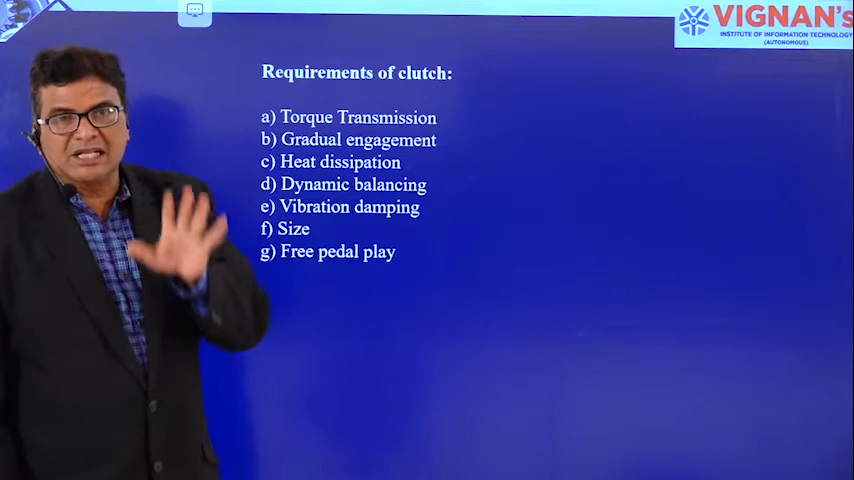 VIGNAN's
INSTITUTE OF INFORMATION TECHNOLOGY
(AUTONOMOUS)
Requirements of clutch:
a) Torque Transmission
b) Gradual engagement
c) Heat dissipation
d) Dynamic balancing
e) Vibration damping
f) Size
g) Free pedal play